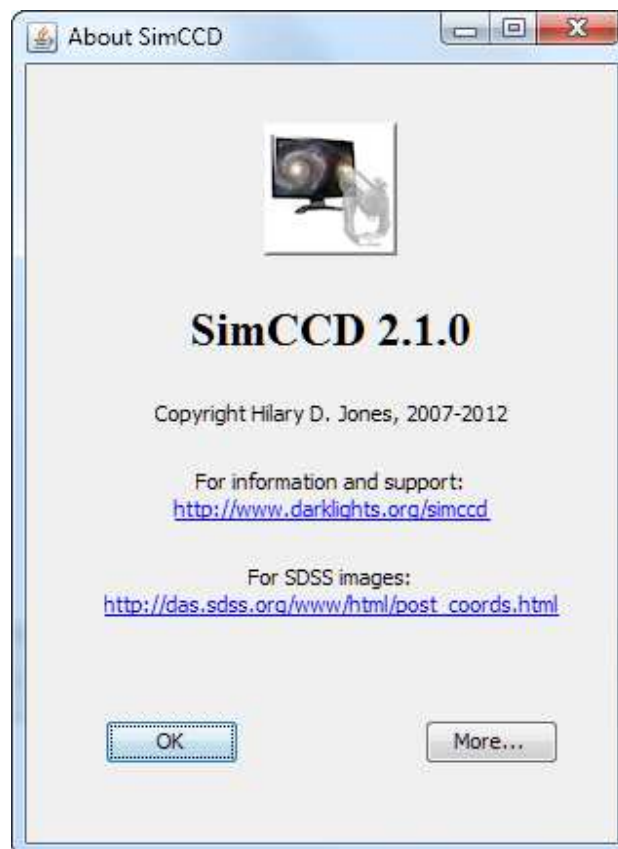 About SimCCD
SimCCD 2.1.0
Copyright Hilary D. Jones, 2007-2012
For information and support:
http://www.darklights.org/simccd
For SDSS images:
http://das.sdss.org/www/html/post_coords.html
OK
More...